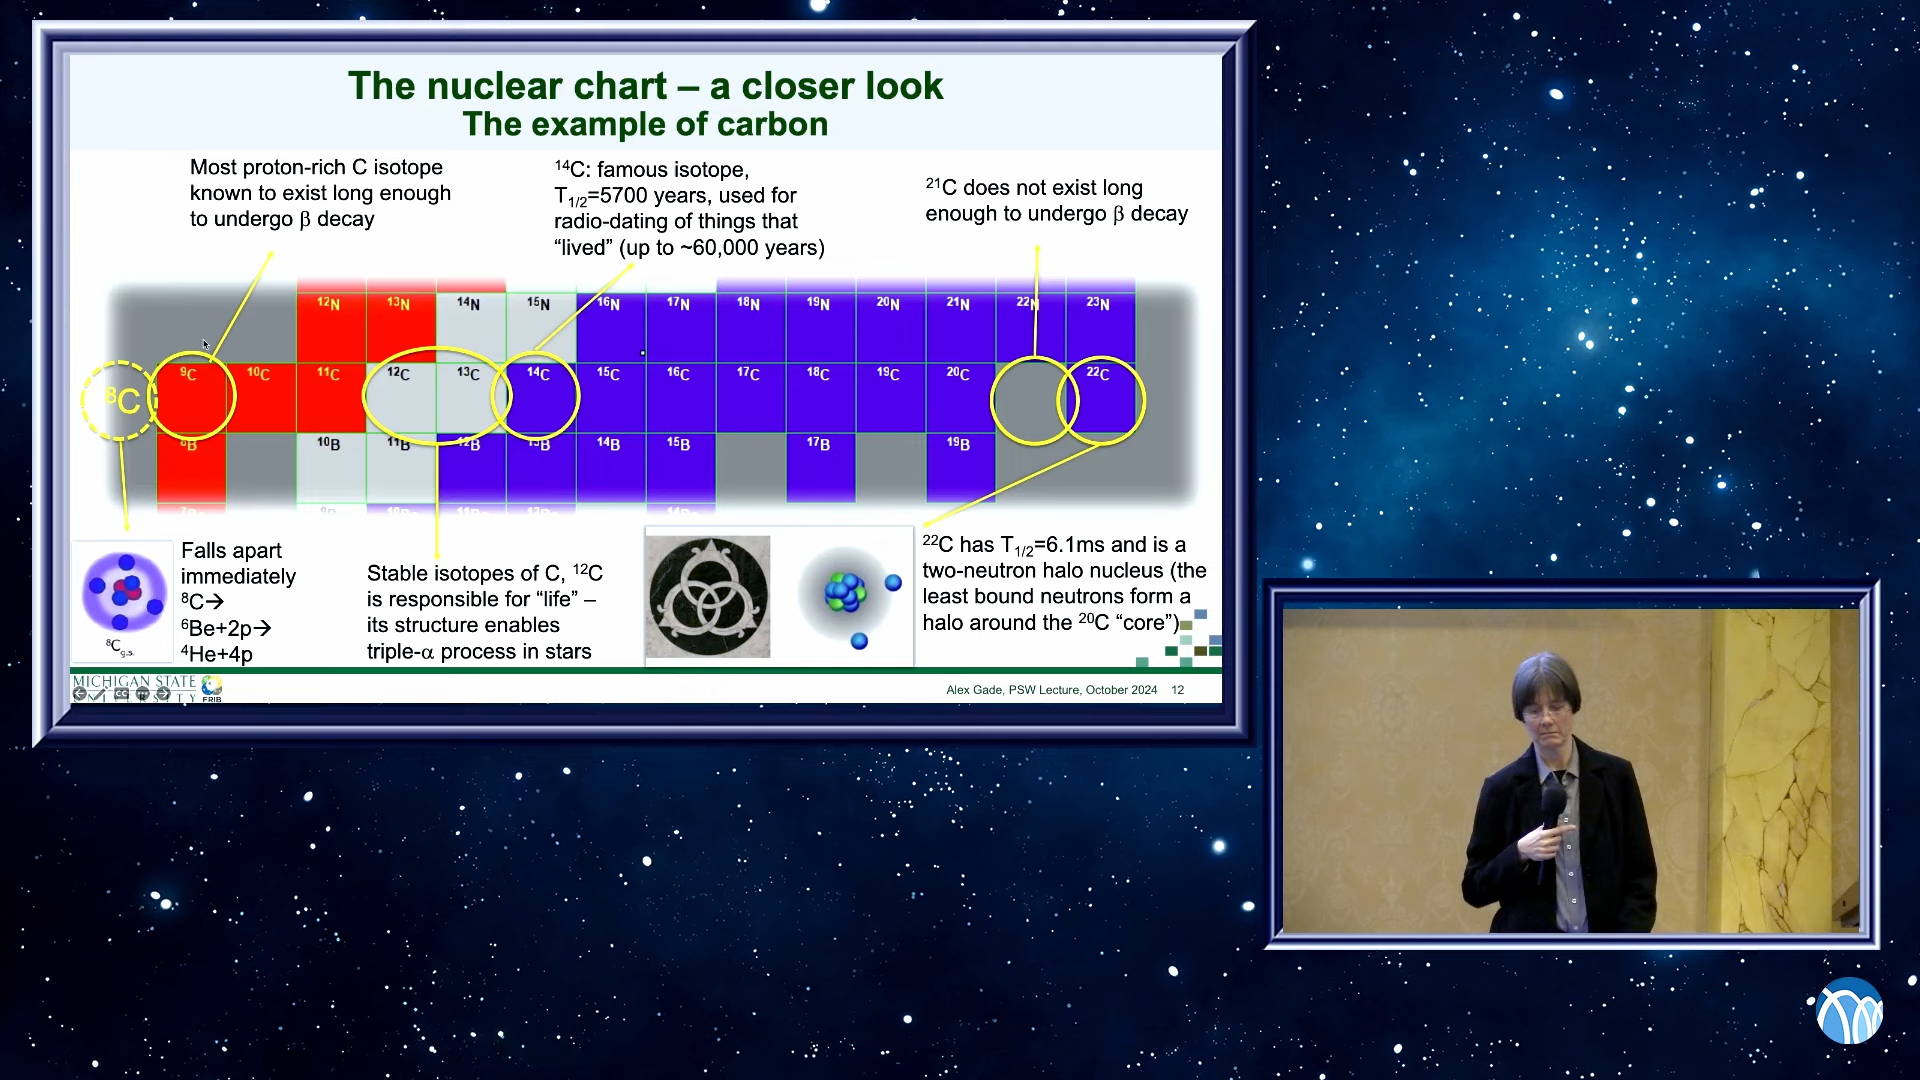 The nuclear chart – a closer look
The example of carbon
Most proton-rich C isotope
known to exist long enough
to undergo β decay
¹⁴C: famous isotope,
T₁/₂=5700 years, used for
radio-dating of things that
“lived” (up to ~60,000 years)
²¹C does not exist long
enough to undergo β decay
¹²N ¹³N ¹⁴N ¹⁵N ¹⁶N ¹⁷N ¹⁸N ¹⁹N ²⁰N ²¹N ²²N ²³N
⁸C ⁹C ¹⁰C ¹¹C ¹²C ¹³C ¹⁴C ¹⁵C ¹⁶C ¹⁷C ¹⁸C ¹⁹C ²⁰C ²²C
⁸B ¹⁰B ¹¹B ¹²B ¹³B ¹⁴B ¹⁵B ¹⁷B ¹⁹B
⁸Cg.s.
Falls apart
immediately
⁸C→
⁶Be+2p→
⁴He+4p
Stable isotopes of C, ¹²C
is responsible for “life” –
its structure enables
triple-α process in stars
²²C has T₁/₂=6.1ms and is a
two-neutron halo nucleus (the
least bound neutrons form a
halo around the ²⁰C “core”)
MICHIGAN STATE
FRIB
Alex Gade, PSW Lecture, October 2024 12